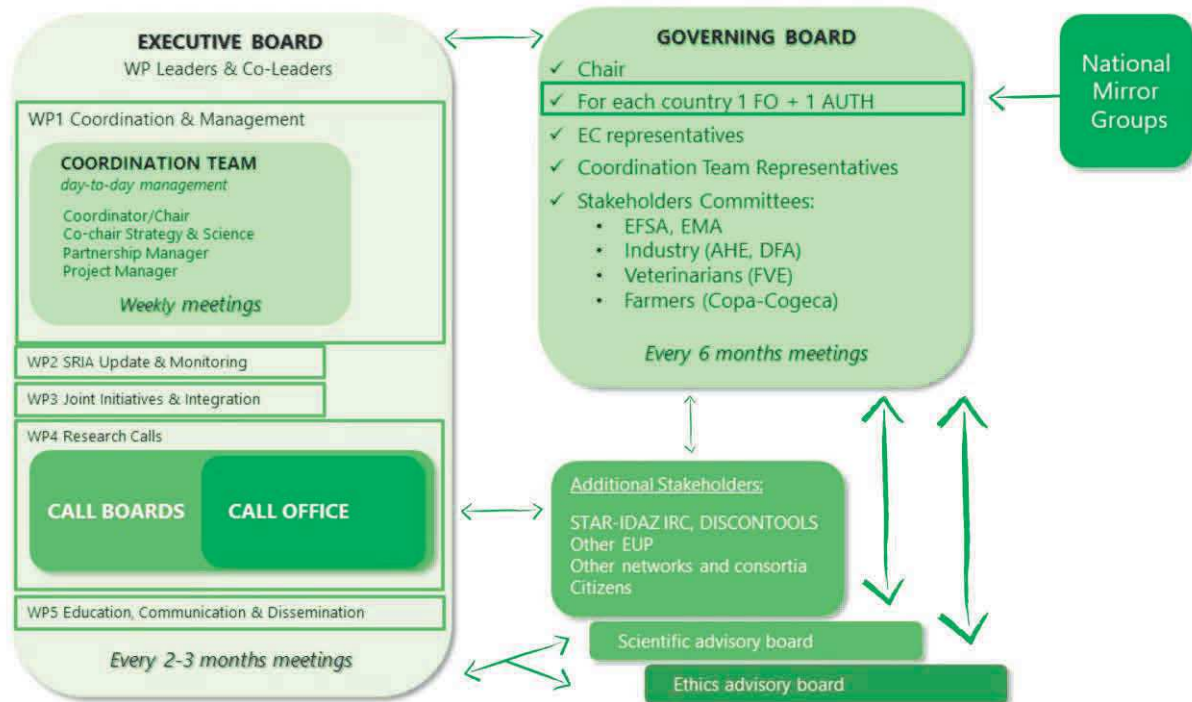 EXECUTIVE BOARD
WP Leaders & Co-Leaders
WP1 Coordination & Management
COORDINATION TEAM
day-to-day management
Coordinator/Chair
Co-chair Strategy & Science
Partnership Manager
Project Manager
Weekly meetings
WP2 SRIA Update & Monitoring
WP3 Joint Initiatives & Integration
WP4 Research Calls
CALL BOARDS
CALL OFFICE
WP5 Education, Communication & Dissemination
Every 2-3 months meetings
GOVERNING BOARD
✓ Chair
✓ For each country 1 FO + 1 AUTH
✓ EC representatives
✓ Coordination Team Representatives
✓ Stakeholders Committees:
• EFSA, EMA
• Industry (AHE, DFA)
• Veterinarians (FVE)
• Farmers (Copa-Cogeca)
Every 6 months meetings
National
Mirror
Groups
Additional Stakeholders:
STAR-IDAZ IRC, DISCONTOOLS
Other EUP
Other networks and consortia
Citizens
Scientific advisory board
Ethics advisory board